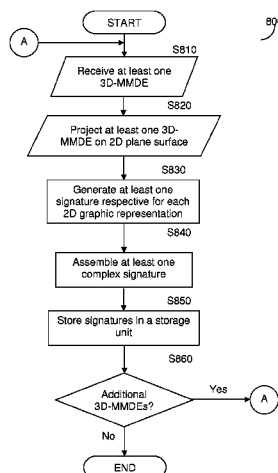 START
80
A
S810
Receive at least one
3D-MMDE
S820
Project at least one 3D-
MMDE on 2D plane surface
S830
Generate at least one
signature respective for each
2D graphic representation
S840
Assemble at least one
complex signature
S850
Store signatures in a storage
unit
S860
Additional
3D-MMDEs?
Yes
A
No
END